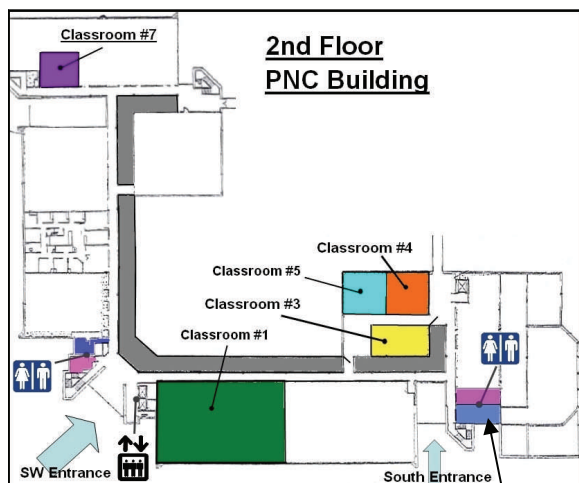 Classroom #7
2nd Floor
PNC Building
Classroom #4
Classroom #5
Classroom #3
Classroom #1
SW Entrance
South Entrance